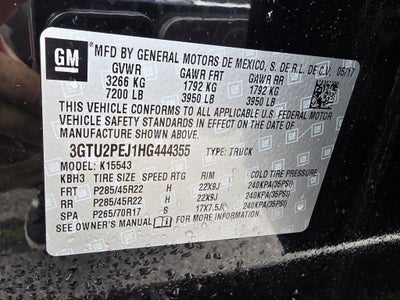 GM MFD BY GENERAL MOTORS DE MEXICO, S. DE R.L. DE C.V. 05/17
GVWR GAWR FRT GAWR RR
3266 KG 1792 KG 1792 KG
7200 LB 3950 LB 3950 LB
THIS VEHICLE CONFORMS TO ALL APPLICABLE U.S. FEDERAL MOTOR
VEHICLE SAFETY STANDARDS IN EFFECT ON THE DATE OF
MANUFACTURE SHOWN ABOVE.
3GTU2PEJ1HG444355 TYPE: TRUCK
MODEL: K15543
KBH3 TIRE SIZE SPEED RTG RIM COLD TIRE PRESSURE
FRT P285/45R22 H 22X9J 240KPA(35PSI)
RR P285/45R22 H 22X9J 240KPA(35PSI)
SPA P265/70R17 S 17X7.5J 240KPA(35PSI)
SEE OWNER'S MANUAL FOR MORE INFORMATION.